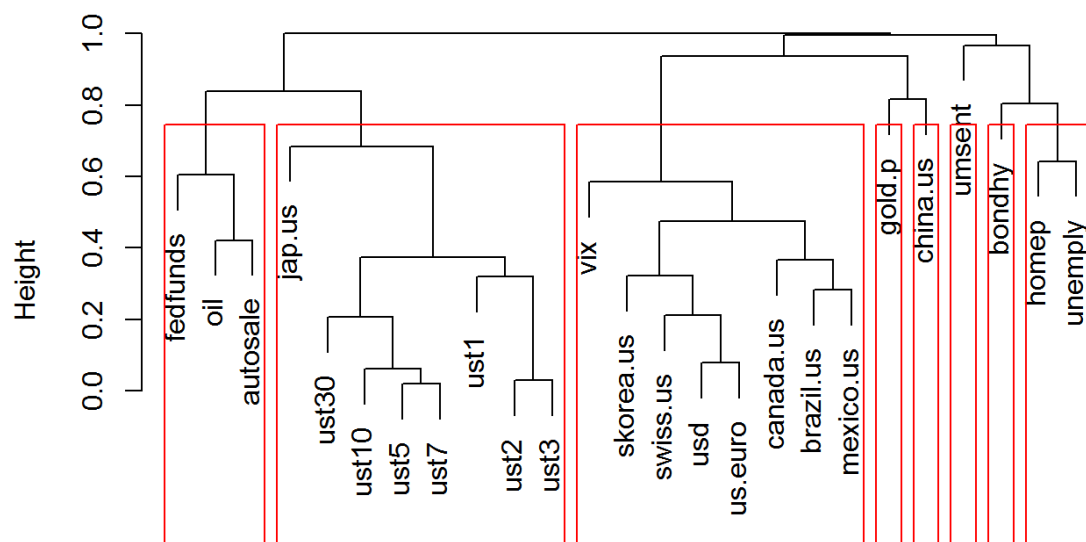 Height
0.0
0.2
0.4
0.6
0.8
1.0
fedfunds
oil
autosale
jap.us
ust30
ust10
ust5
ust7
ust1
ust2
ust3
vix
skorea.us
swiss.us
usd
us.euro
canada.us
brazil.us
mexico.us
gold.p
china.us
umsent
bondhy
homep
unemply